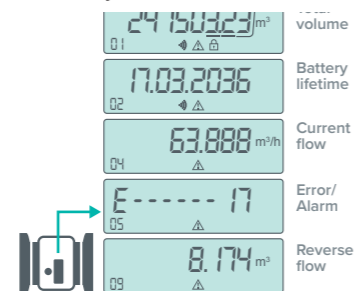 24150323 m³
volume
01
17.03.2036
Battery
lifetime
02
63.888 m³/h
Current
flow
04
E------ 17
Error/
Alarm
05
8.174 m³
Reverse
flow
09